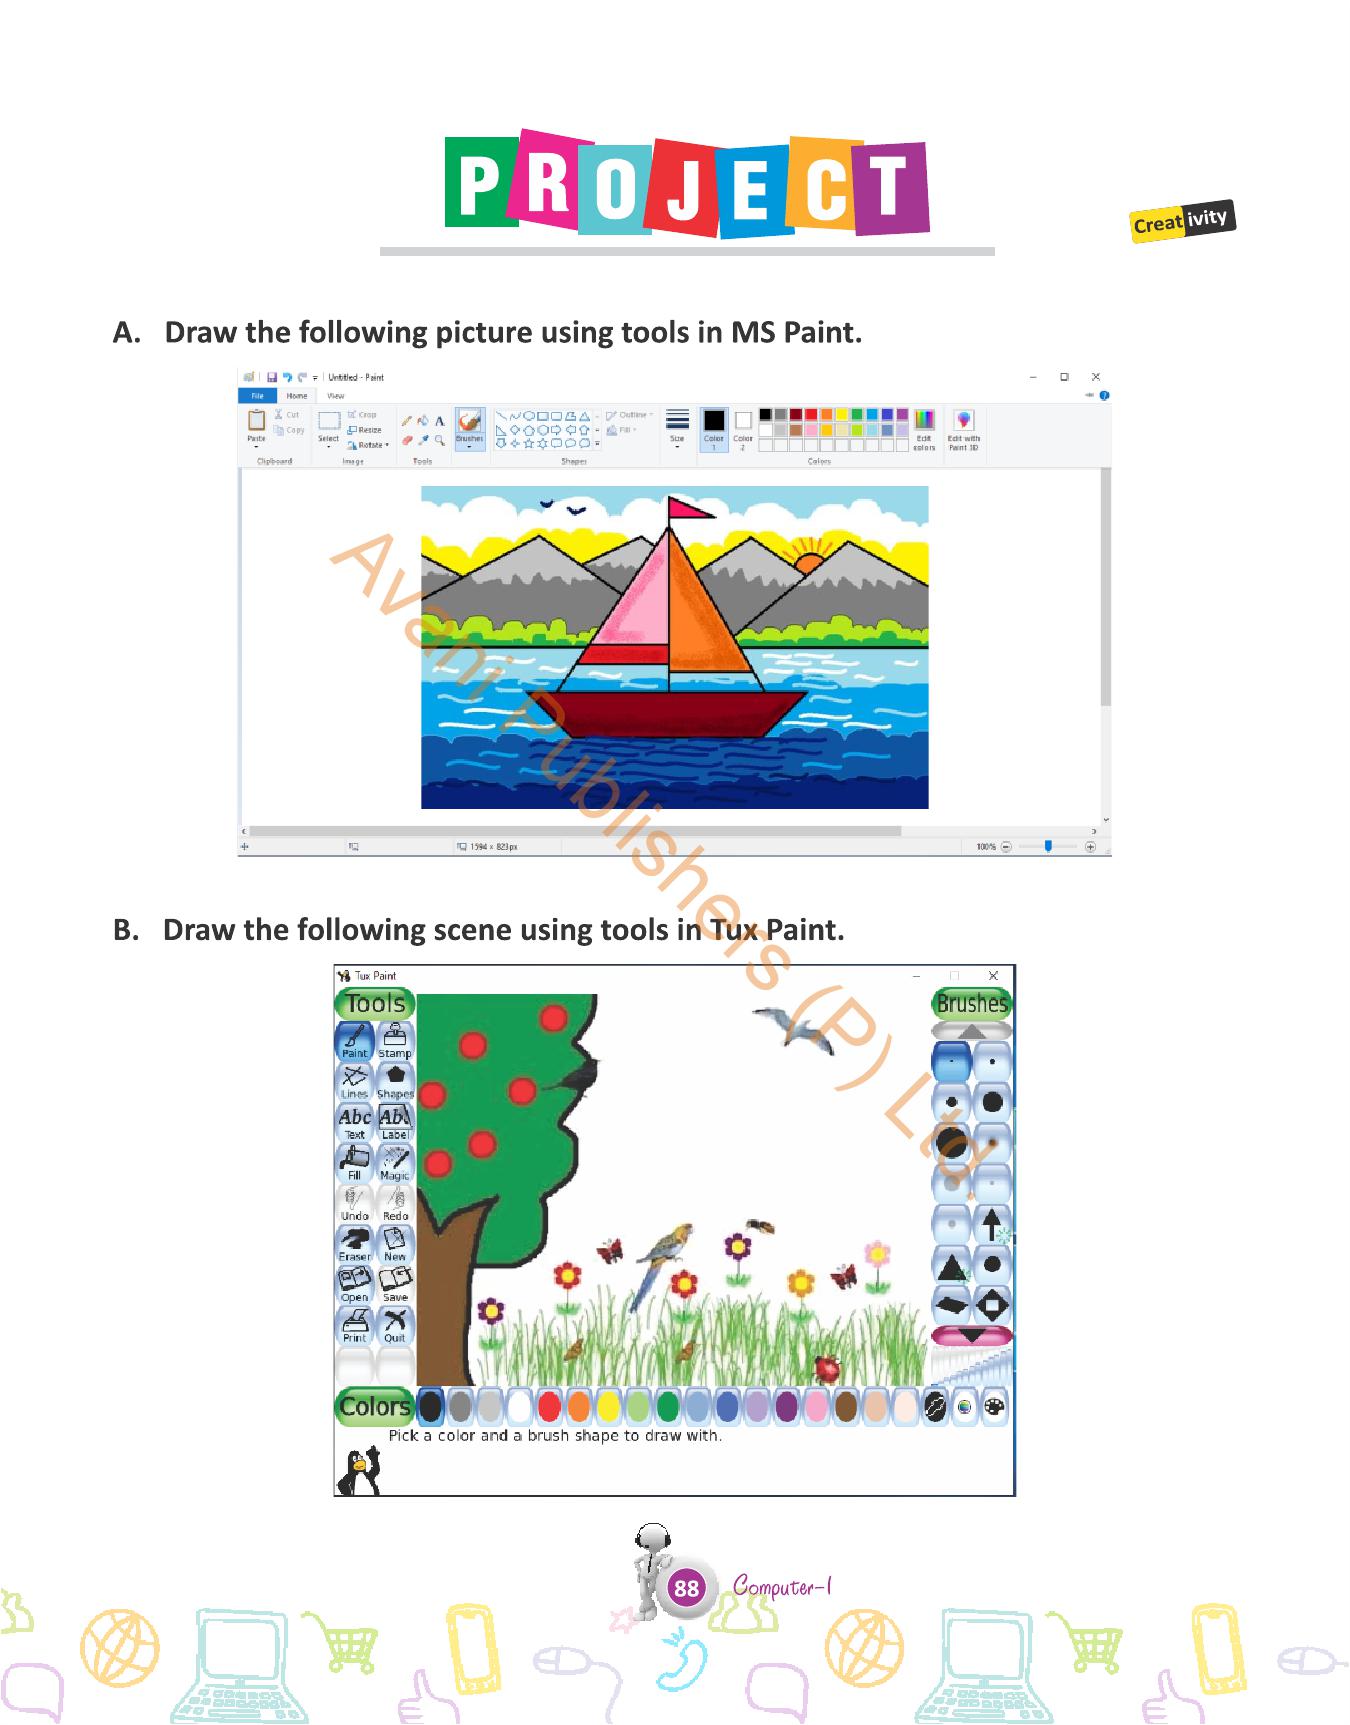 PROJECT
Creativity
A. Draw the following picture using tools in MS Paint.
Untitled - Paint
File Home View
Paste
Cut
Copy
Clipboard
Select
Crop
Resize
Rotate
Image
A
Tools
Brushes
Outline
Fill
Shapes
Size
Color 1
Color 2
Colors
Edit colors
Edit with Paint 3D
1594 × 823px
100%
Avani Publishers (P) Ltd.
B. Draw the following scene using tools in Tux Paint.
Tux Paint
Tools
Brushes
Paint Stamp
Lines Shapes
Abc Abc
Text Label
Fill Magic
Undo Redo
Eraser New
Open Save
Print Quit
Colors
Pick a color and a brush shape to draw with.
88 Computer-1